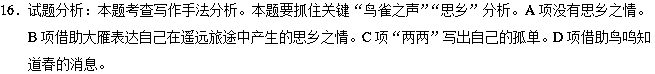 16．试题分析：本题考查写作手法分析。本题要抓住关键“鸟雀之声”“思乡”分析。A 项没有思乡之情。
B 项借助大雁表达自己在遥远旅途中产生的思乡之情。C 项“两两”写出自己的孤单。D 项借助鸟鸣知
道春的消息。